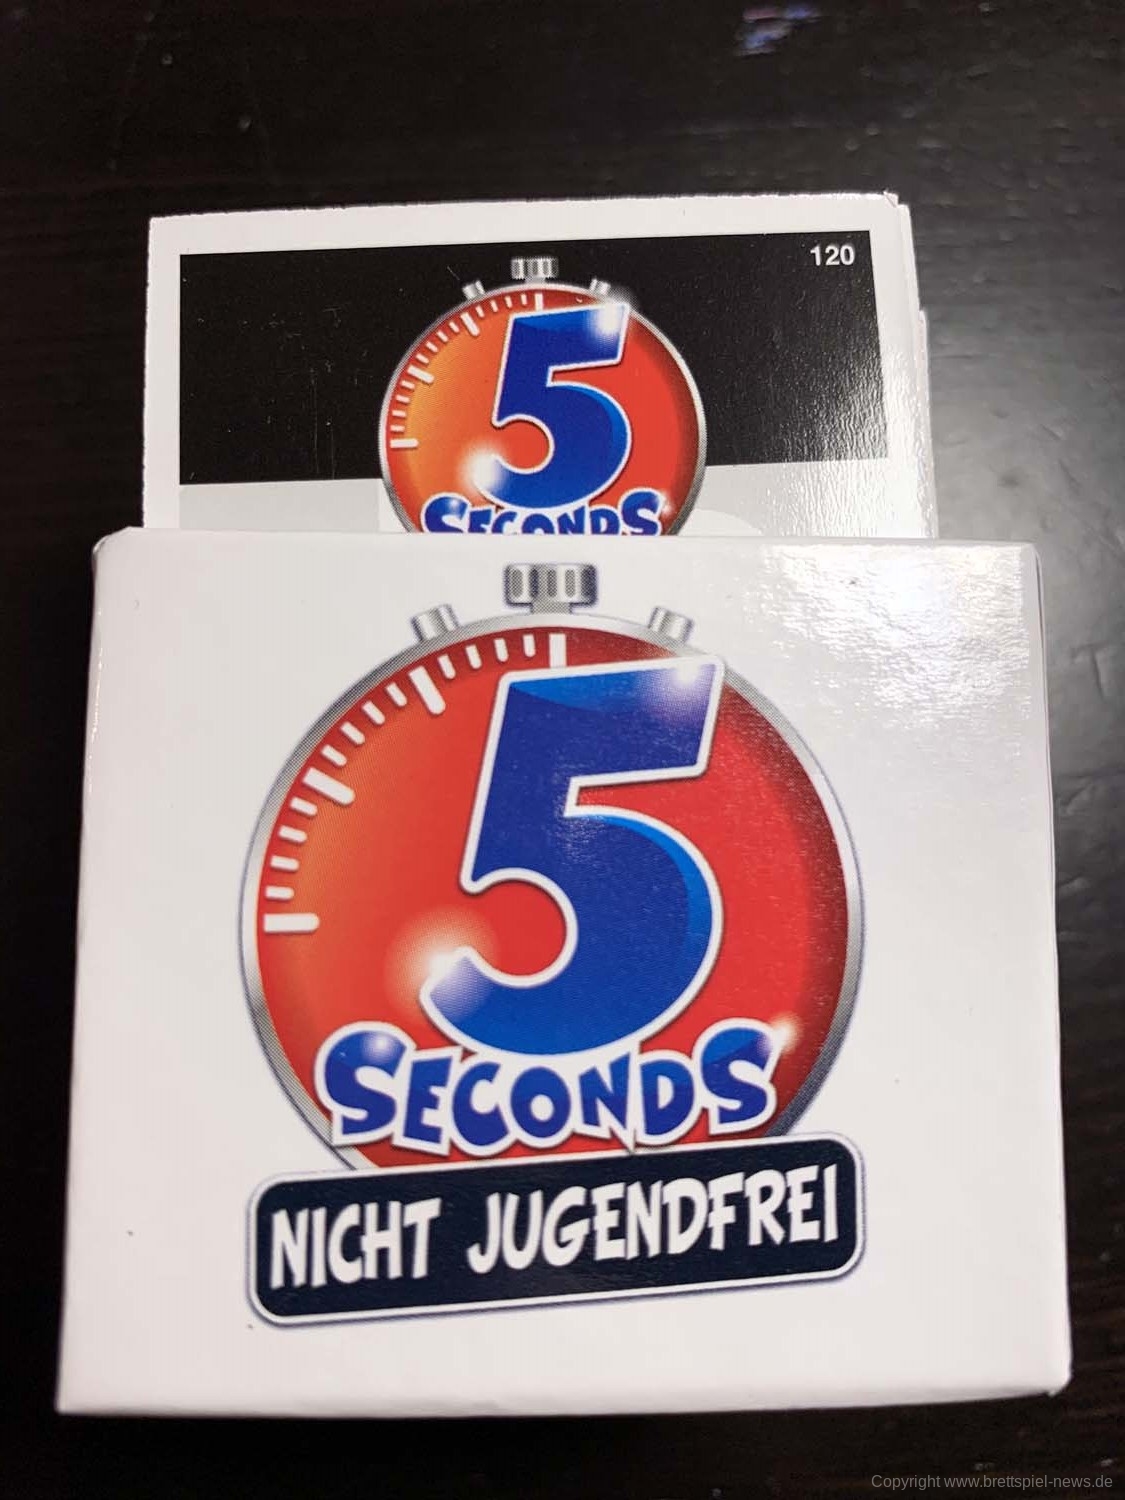 120
5
SECONDS
5
SECONDS
NICHT JUGENDFREI
Copyright www.brettspiel-news.de